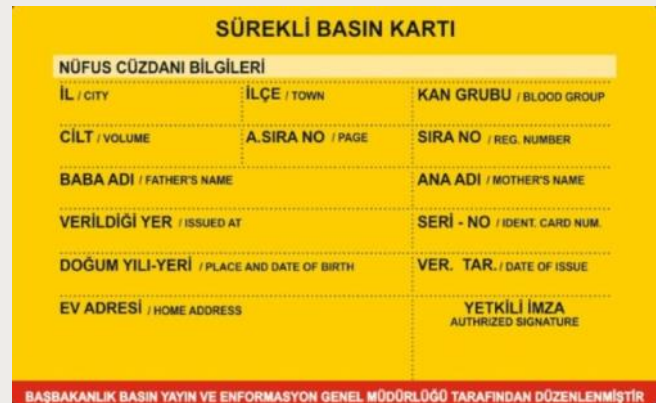 SÜREKLİ BASIN KARTI
NÜFUS CÜZDANI BİLGİLERİ
İL / CITY İLÇE / TOWN KAN GRUBU / BLOOD GROUP
CİLT / VOLUME A.SIRA NO / PAGE SIRA NO / REG. NUMBER
BABA ADI / FATHER'S NAME ANA ADI / MOTHER'S NAME
VERİLDİĞİ YER / ISSUED AT SERİ - NO / IDENT. CARD NUM.
DOĞUM YILI-YERİ / PLACE AND DATE OF BIRTH VER. TAR. / DATE OF ISSUE
EV ADRESİ / HOME ADDRESS YETKİLİ İMZA
AUTHRIZED SIGNATURE
BAŞBAKANLIK BASIN YAYIN VE ENFORMASYON GENEL MÜDÜRLÜĞÜ TARAFINDAN DÜZENLENMİŞTİR